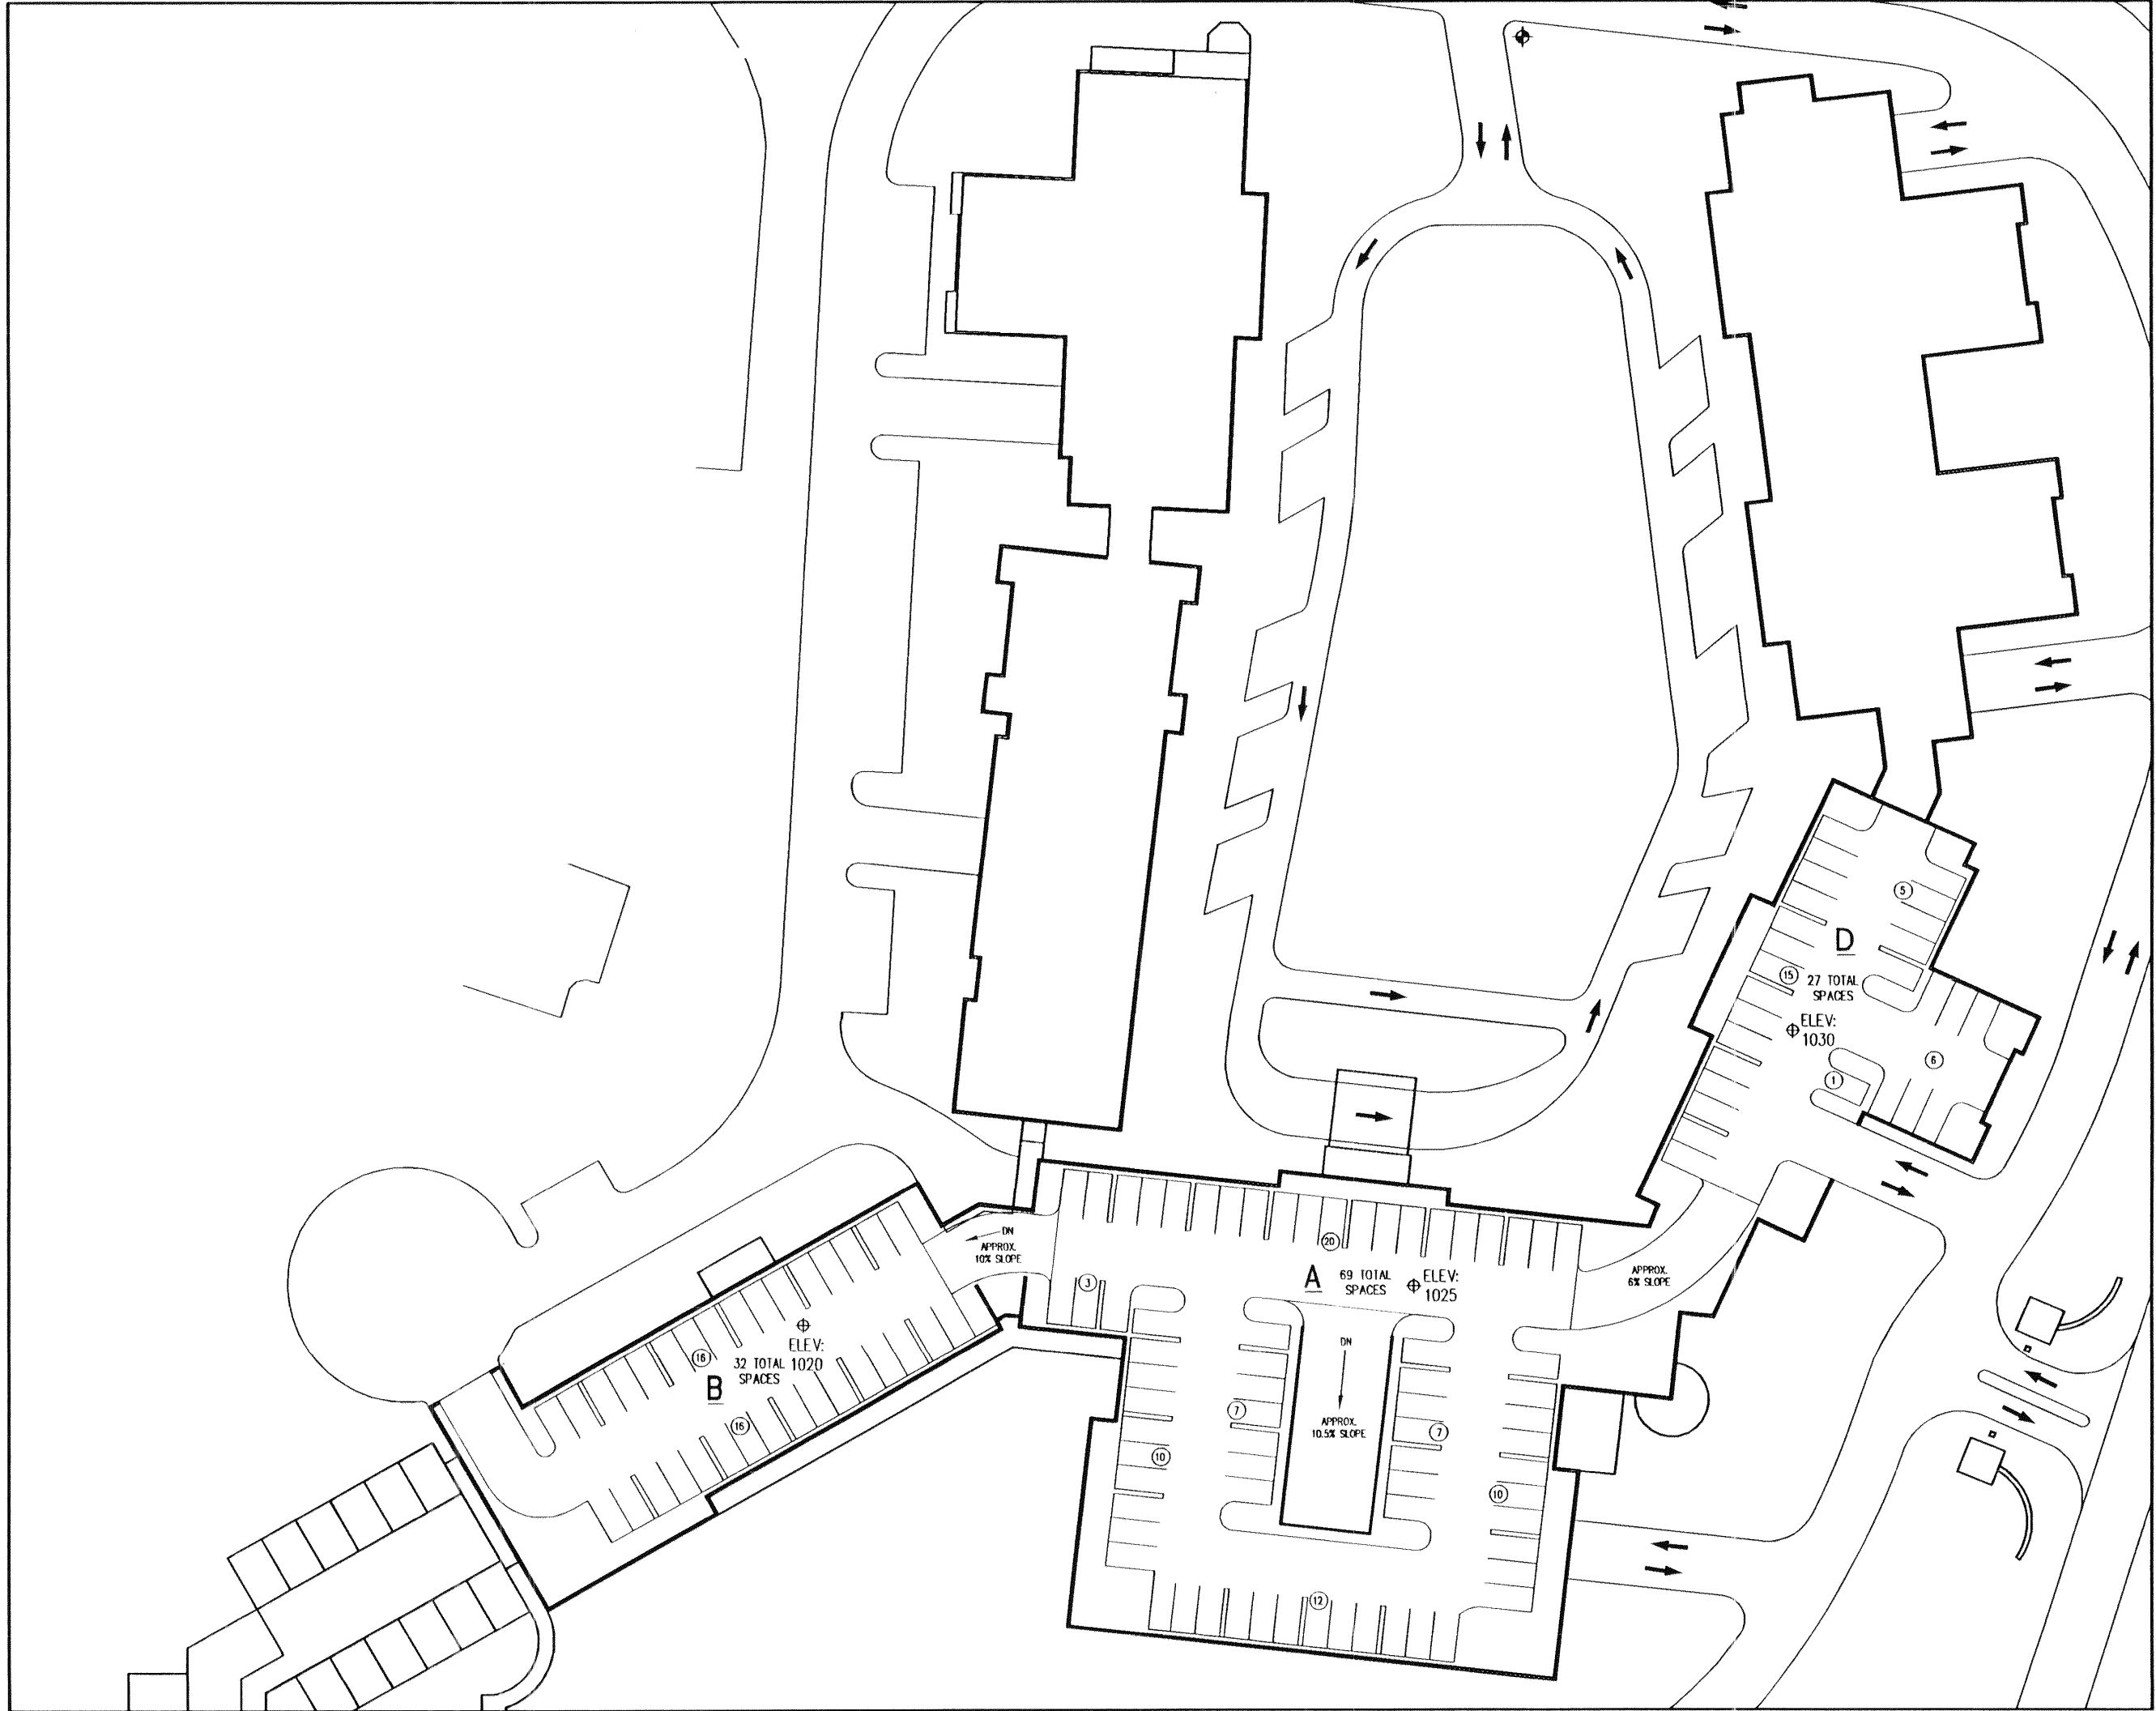 5
D
15
27 TOTAL
SPACES
ELEV:
1030
6
1
DN
APPROX.
10% SLOPE
20
3
A
69 TOTAL
SPACES
ELEV:
1025
APPROX.
6% SLOPE
DN
APPROX.
10.5% SLOPE
7
7
10
10
12
ELEV:
1020
16
32 TOTAL
SPACES
B
16